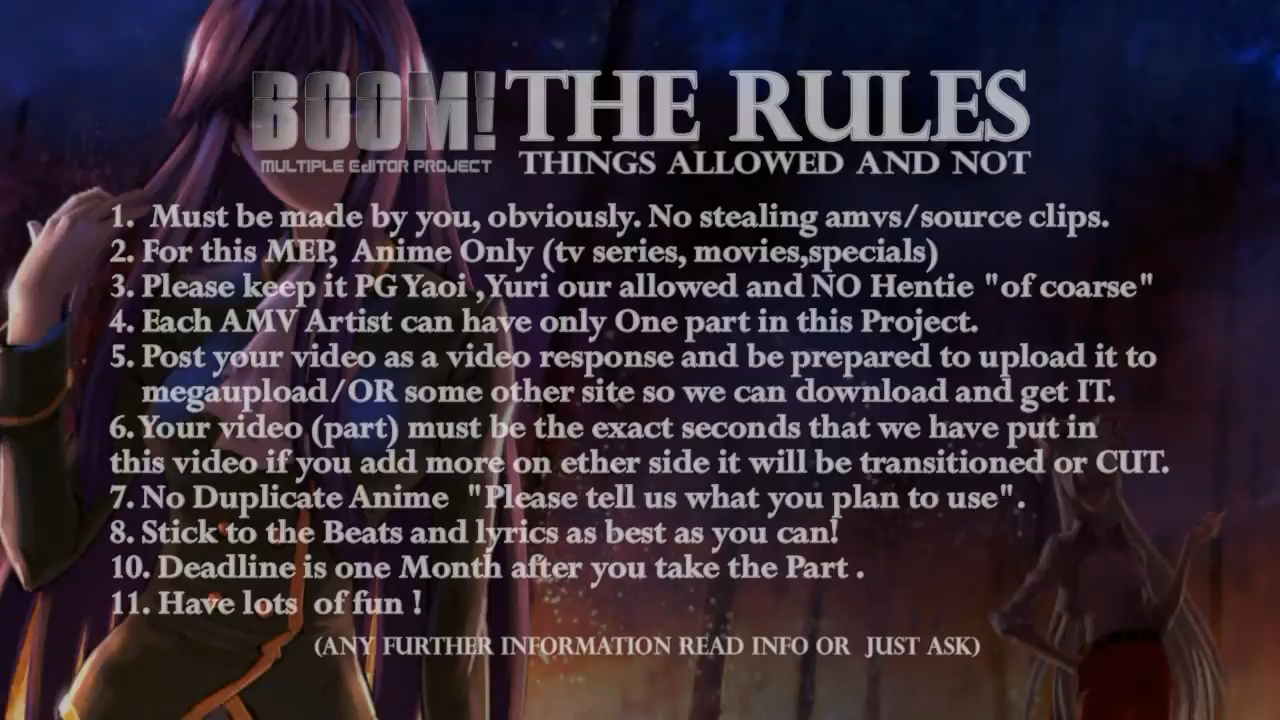 BOOM! THE RULES
MULTIPLE EdITOR PROJECT THINGS ALLOWED AND NOT
1. Must be made by you, obviously. No stealing amvs/source clips.
2. For this MEP, Anime Only (tv series, movies,specials)
3. Please keep it PG Yaoi ,Yuri our allowed and NO Hentie "of coarse"
4. Each AMV Artist can have only One part in this Project.
5. Post your video as a video response and be prepared to upload it to
megaupload/OR some other site so we can download and get IT.
6. Your video (part) must be the exact seconds that we have put in
this video if you add more on ether side it will be transitioned or CUT.
7. No Duplicate Anime "Please tell us what you plan to use".
8. Stick to the Beats and lyrics as best as you can!
10. Deadline is one Month after you take the Part .
11. Have lots of fun !
(ANY FURTHER INFORMATION READ INFO OR JUST ASK)